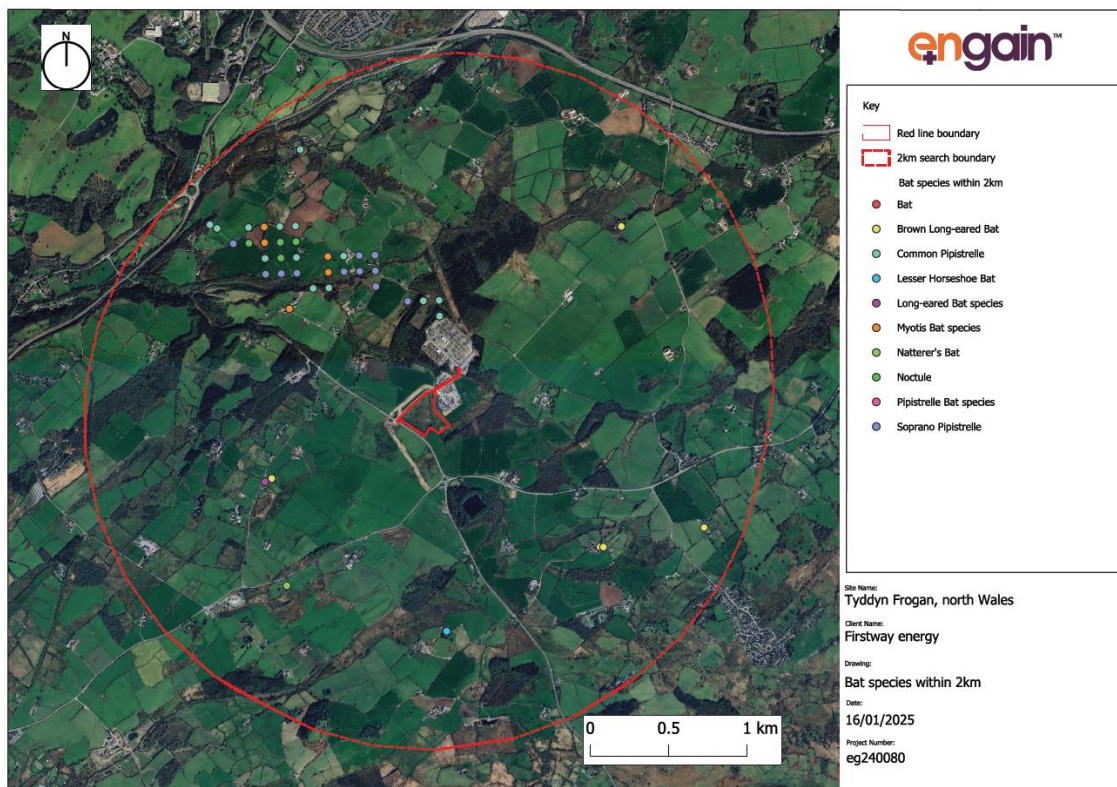 N
engain™
Key
Red line boundary
2km search boundary
Bat species within 2km
Bat
Brown Long-eared Bat
Common Pipistrelle
Lesser Horseshoe Bat
Long-eared Bat species
Myotis Bat species
Natterer's Bat
Noctule
Pipistrelle Bat species
Soprano Pipistrelle
0 0.5 1 km
Site Name:
Tyddyn Frogan, north Wales
Client Name:
Firstway energy
Drawing:
Bat species within 2km
Date:
16/01/2025
Project Number:
eg240080